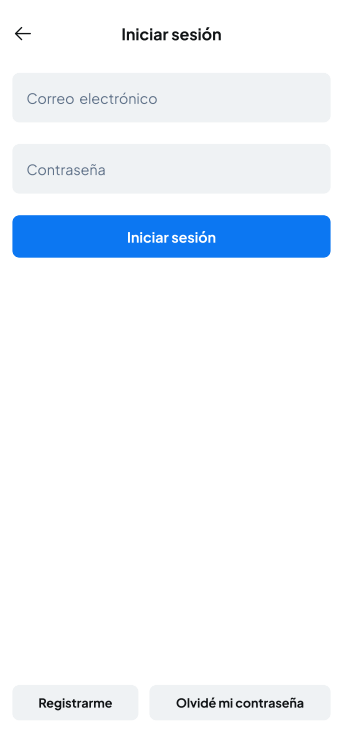 Iniciar sesión
Correo electrónico
Contraseña
Iniciar sesión
Registrarme
Olvidé mi contraseña